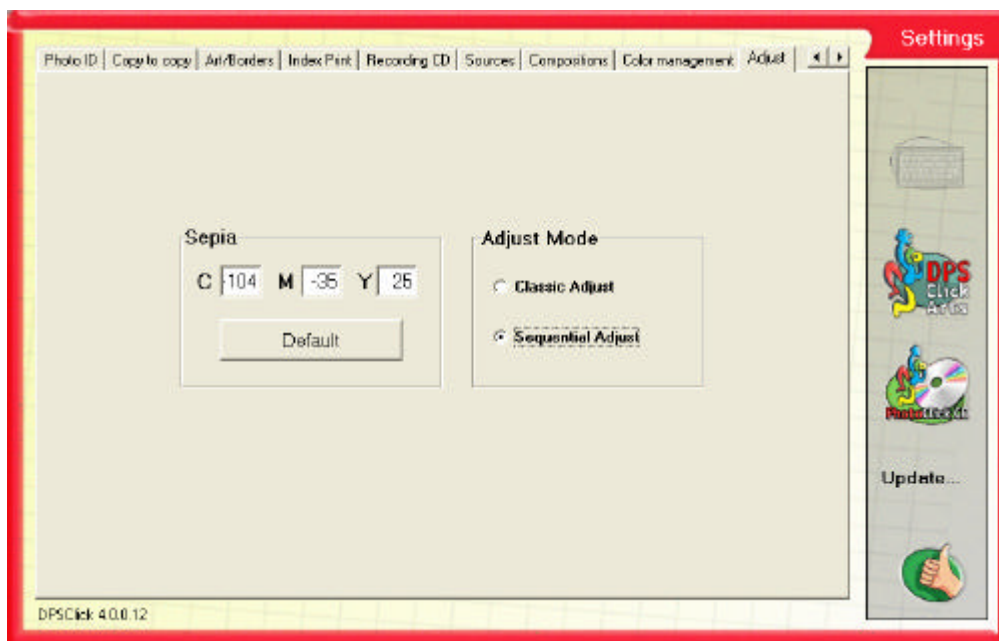 Settings
Photo ID | Copy to copy | Art/Borders | Index Print | Recording CD | Sources | Compositions | Color management | Adjust
Sepia
C -104 M -35 Y 25
Default
Adjust Mode
Classic Adjust
Sequential Adjust
DPS
Click
Arts
Update...
DPSClick 4.0.0.12